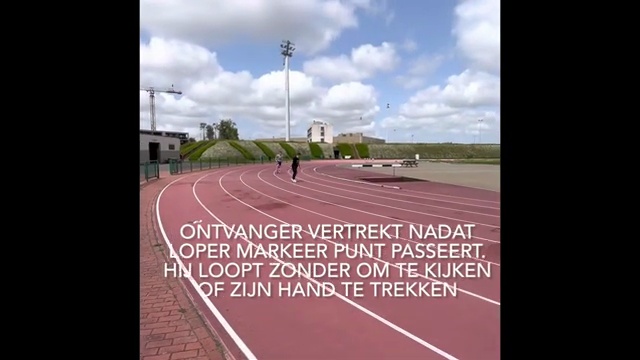 ONTVANGER VERTREKT NADAT
LOPER MARKEER PUNT PASSEERT.
HIJ LOOPT ZONDER OM TE KIJKEN
OF ZIJN HAND TE TREKKEN